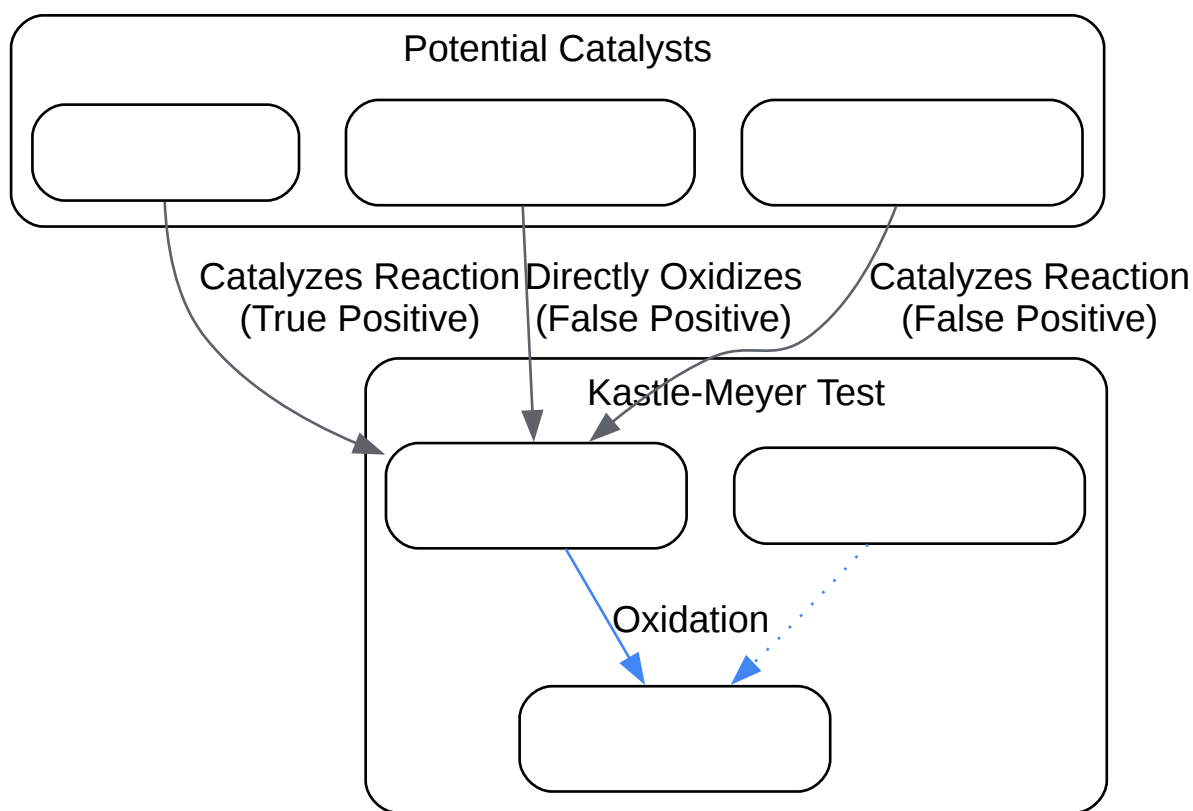 Potential Catalysts
Catalyzes Reaction
(True Positive)
Directly Oxidizes
(False Positive)
Catalyzes Reaction
(False Positive)
Kastle-Meyer Test
Oxidation